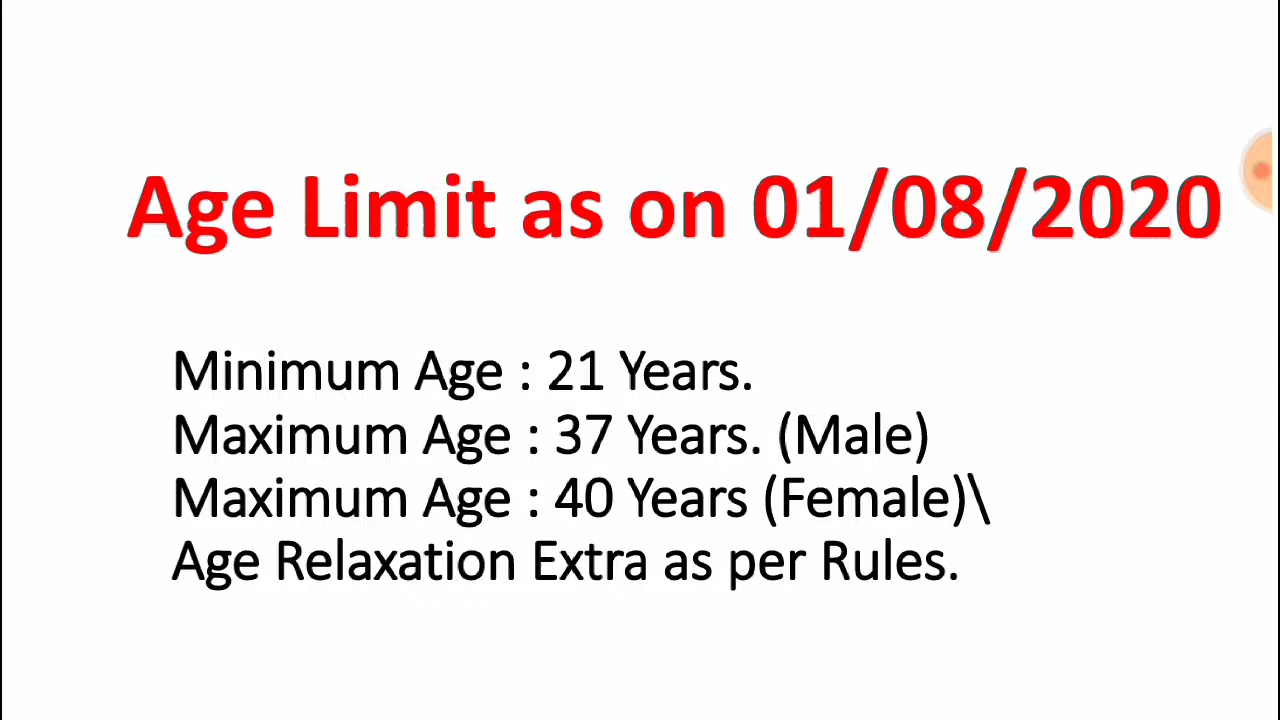 Age Limit as on 01/08/2020
Minimum Age : 21 Years.
Maximum Age : 37 Years. (Male)
Maximum Age : 40 Years (Female)\
Age Relaxation Extra as per Rules.